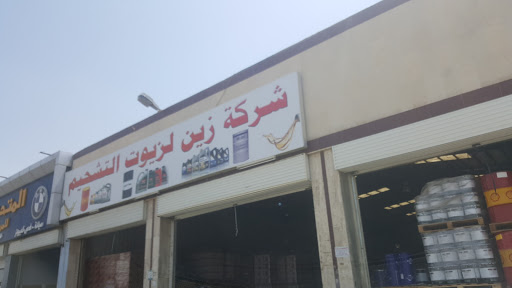 شركة زين لزيوت التشحيم